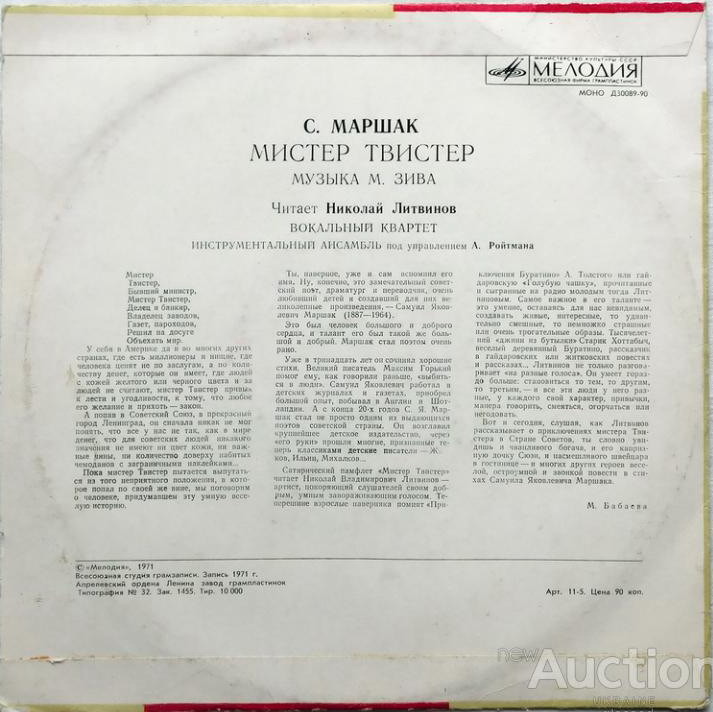 МИНИСТЕРСТВО КУЛЬТУРЫ СССР
МЕЛОДИЯ
ВСЕСОЮЗНАЯ ФИРМА ГРАМПЛАСТИНОК
МОНО Д30089-90
С. МАРШАК
МИСТЕР ТВИСТЕР
МУЗЫКА М. ЗИВА
Читает Николай Литвинов
ВОКАЛЬНЫЙ КВАРТЕТ
ИНСТРУМЕНТАЛЬНЫЙ АНСАМБЛЬ под управлением А. Ройтмана
Мистер
Твистер,
Бывший министр,
Мистер Твистер,
Делец и банкир,
Владелец заводов,
Газет, пароходов,
Решил на досуге
Объехать мир.
У себя в Америке да и во многих других
странах, где есть миллионеры и нищие, где
человека ценят не по заслугам, а по коли-
честву денег, которые он имеет, где людей
с кожей желтого или черного цвета и за
людей не считают, мистер Твистер привык
к лести и угодливости, к тому, что любое
его желание и прихоть — закон.
А попав в Советский Союз, в прекрасный
город Ленинград, он сначала никак не мог
понять, что все у нас не так, как в мире
денег, что для советских людей никакого
значения не имеют ни цвет кожи, ни важ-
ные чины, ни количество доверху набитых
чемоданов с заграничными наклейками...
Пока мистер Твистер пытается выпутать-
ся из того неприятного положения, в кото-
рое попал по своей же вине, мы поговорим
о человеке, придумавшем эту умную весе-
лую историю.
Ты, наверное, уже и сам вспомнил его
имя. Ну, конечно, это замечательный совет-
ский поэт, драматург и переводчик, очень
любивший детей и создавший для них ве-
ликолепные произведения, — Самуил Яков-
левич Маршак (1887—1964).
Это был человек большого и доброго
сердца, и талант его был такой же боль-
шой и добрый. Маршак стал поэтом очень
рано.
Уже в тринадцать лет он сочинял хорошие
стихи. Великий писатель Максим Горький
помог ему, как говорили раньше, «выбить-
ся в люди». Самуил Яковлевич работал в
детских журналах и газетах, приобрел
большой опыт, побывал в Англии и Шот-
ландии. А с конца 20-х годов С. Я. Мар-
шак стал не просто одним из выдающихся
поэтов советской страны. Он возглавил
крупнейшее детское издательство, через
«его руки» прошли многие, ставшие те-
перь классиками детские писатели —
Ильин, Михалков...
Сатирический памфлет «Мистер Твистер»
читает Николай Владимирович Литвинов —
артист, покоряющий слушателей своим доб-
рым, умным завораживающим голосом. Те-
перешние взрослые наверняка помнят «При-
ключения Буратино» А. Толстого или гай-
даровскую «Голубую чашку», прочитанные
и сыгранные на радио молодым тогда Лит-
виновым. Самое важное в его таланте —
это умение, оставаясь для нас невидимым,
создавать живые, интересные, то удиви-
тельно смешные, то немножко страшные
или очень трогательные образы. Тысячелет-
ний «джинн из бутылки» Старик Хоттабыч,
веселый деревянный Буратино, рассказчик
в гайдаровских или житковских повестях
и рассказах... Литвинов не только разгова-
ривает «на разные голоса». Он умеет гораз-
до больше: становиться то тем, то другим,
то третьим, — и все эти люди у него раз-
ные, у каждого свой характер, привычки,
манера говорить, смеяться, огорчаться или
негодовать.
Вот и сегодня, слушая, как Литвинов
рассказывает о приключениях мистера Тви-
стера в Стране Советов, ты словно увиди-
шь и чванливого богача, и его каприз-
ную дочку Сюзи, и насмешливого швейцара
в гостинице — и многих других героев весе-
лой, остроумной и звонкой повести в сти-
хах Самуила Яковлевича Маршака.
М. Бабаева
© «Мелодия», 1971
Всесоюзная студия грамзаписи. Запись 1971 г.
Апрелевский ордена Ленина завод грампластинок
Типография № 32. Зак. 1455. Тир. 10 000
Арт. 11-5. Цена 90 коп.
new Auction
UKRAINE